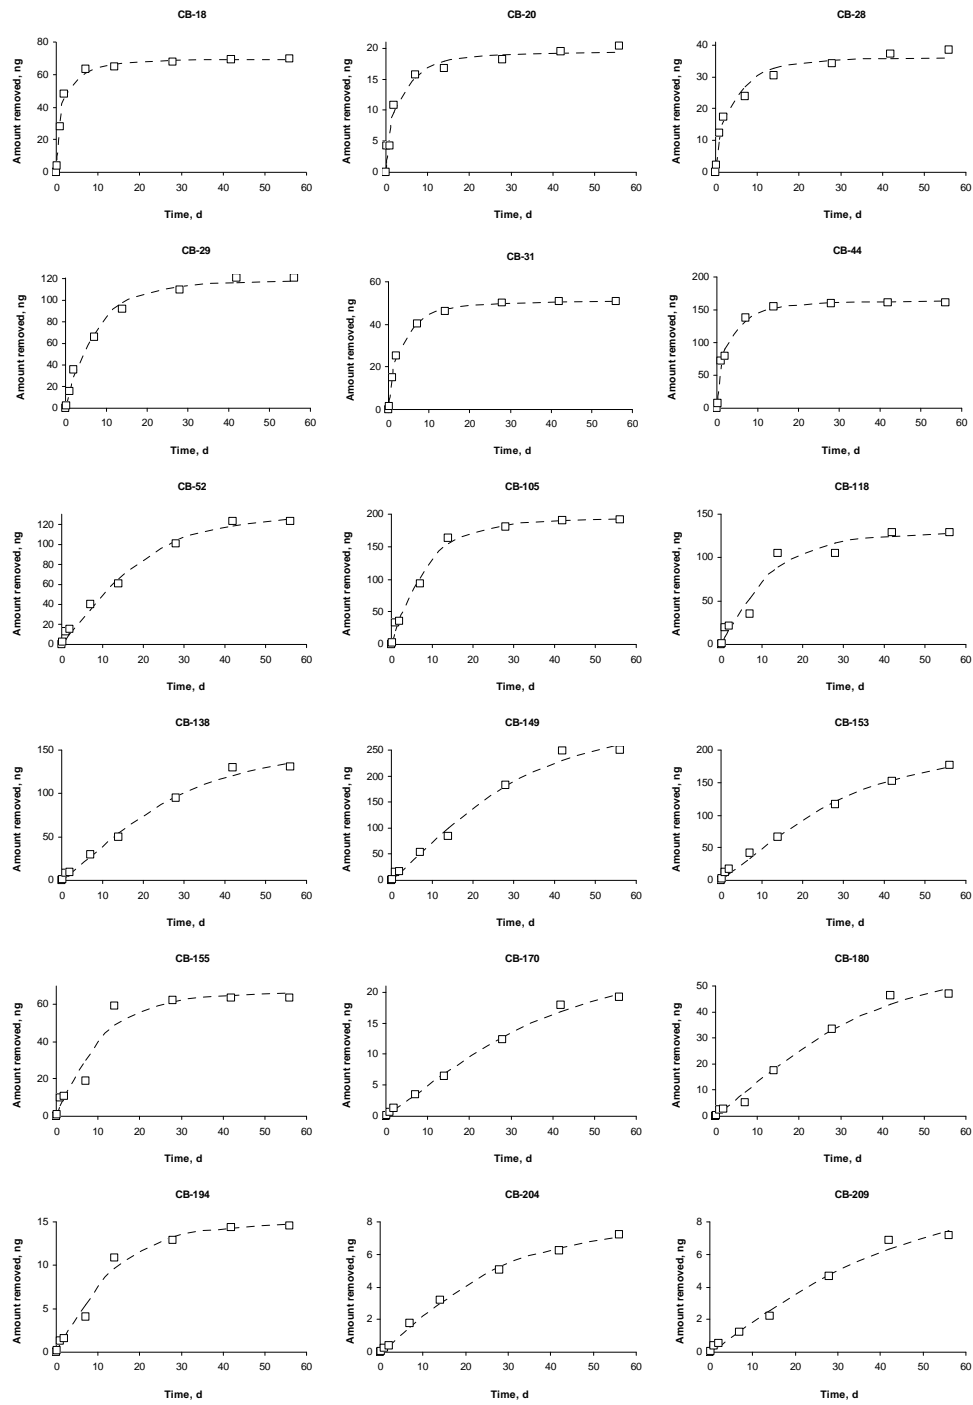 CB-18
Amount removed, ng
80
60
40
20
0
0 10 20 30 40 50 60
Time, d
CB-20
Amount removed, ng
20
15
10
5
0
0 10 20 30 40 50 60
Time, d
CB-28
Amount removed, ng
40
30
20
10
0
0 10 20 30 40 50 60
Time, d
CB-29
Amount removed, ng
120
100
80
60
40
20
0
0 10 20 30 40 50 60
Time, d
CB-31
Amount removed, ng
60
40
20
0
0 10 20 30 40 50 60
Time, d
CB-44
Amount removed, ng
200
150
100
50
0
0 10 20 30 40 50 60
Time, d
CB-52
Amount removed, ng
120
100
80
60
40
20
0
0 10 20 30 40 50 60
Time, d
CB-105
Amount removed, ng
200
150
100
50
0
0 10 20 30 40 50 60
Time, d
CB-118
Amount removed, ng
150
100
50
0
0 10 20 30 40 50 60
Time, d
CB-138
Amount removed, ng
150
100
50
0
0 10 20 30 40 50 60
Time, d
CB-149
Amount removed, ng
250
200
150
100
50
0
0 10 20 30 40 50 60
Time, d
CB-153
Amount removed, ng
200
150
100
50
0
0 10 20 30 40 50 60
Time, d
CB-155
Amount removed, ng
60
40
20
0
0 10 20 30 40 50 60
Time, d
CB-170
Amount removed, ng
20
15
10
5
0
0 10 20 30 40 50 60
Time, d
CB-180
Amount removed, ng
50
40
30
20
10
0
0 10 20 30 40 50 60
Time, d
CB-194
Amount removed, ng
15
10
5
0
0 10 20 30 40 50 60
Time, d
CB-204
Amount removed, ng
8
6
4
2
0
0 10 20 30 40 50 60
Time, d
CB-209
Amount removed, ng
8
6
4
2
0
0 10 20 30 40 50 60
Time, d